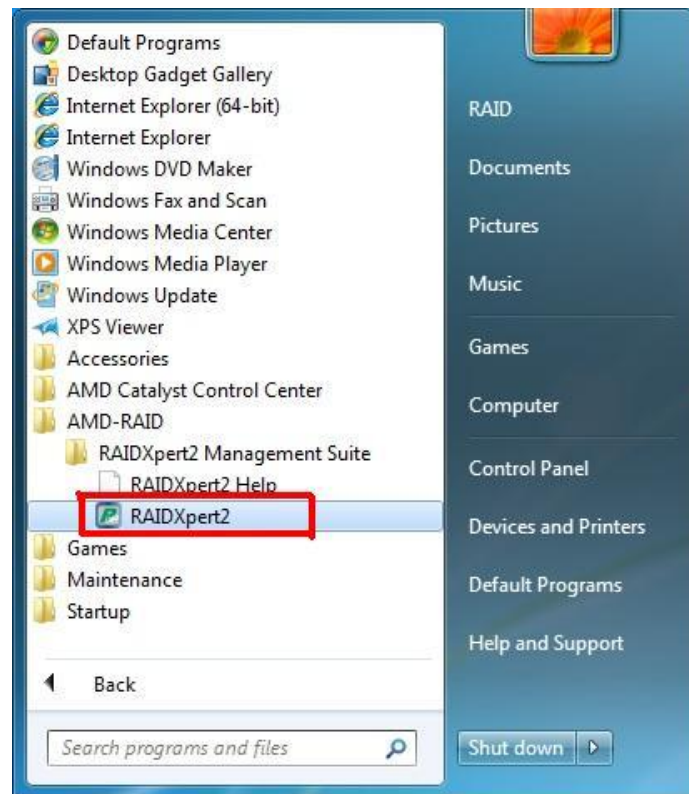 Default Programs
Desktop Gadget Gallery
Internet Explorer (64-bit)
Internet Explorer
Windows DVD Maker
Windows Fax and Scan
Windows Media Center
Windows Media Player
Windows Update
XPS Viewer
Accessories
AMD Catalyst Control Center
AMD-RAID
RAIDXpert2 Management Suite
RAIDXpert2 Help
RAIDXpert2
Games
Maintenance
Startup
Back
Search programs and files
RAID
Documents
Pictures
Music
Games
Computer
Control Panel
Devices and Printers
Default Programs
Help and Support
Shut down